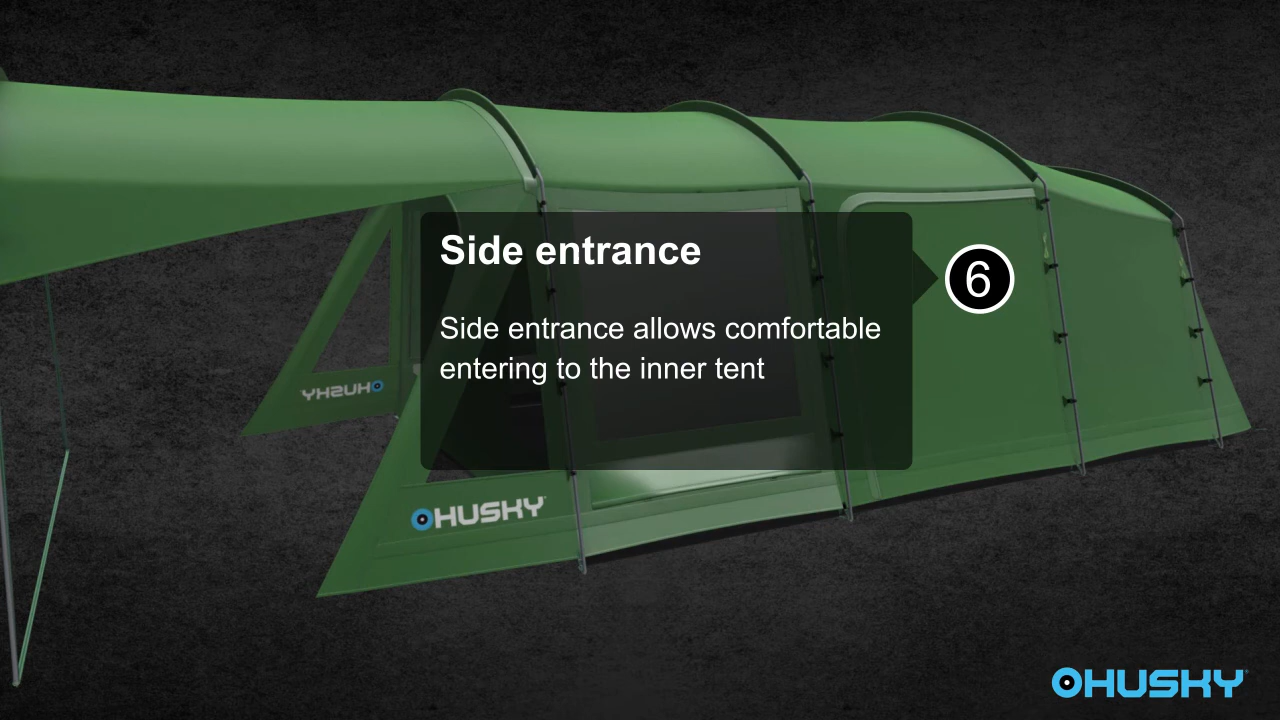 Side entrance
6
Side entrance allows comfortable
entering to the inner tent
HUSKY
HUSKY
HUSKY